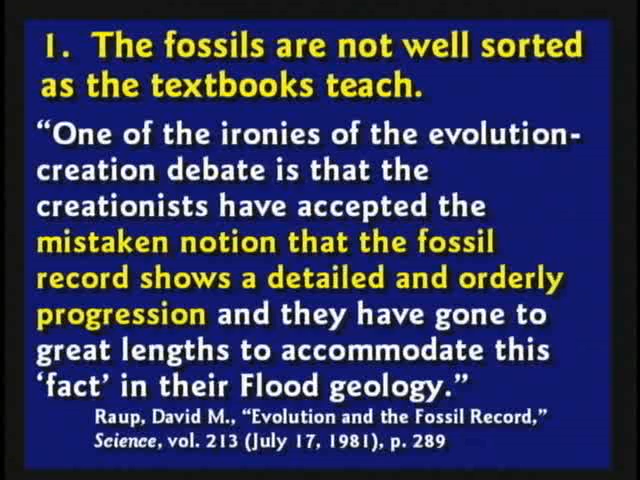 1. The fossils are not well sorted
as the textbooks teach.
“One of the ironies of the evolution-
creation debate is that the
creationists have accepted the
mistaken notion that the fossil
record shows a detailed and orderly
progression and they have gone to
great lengths to accommodate this
‘fact’ in their Flood geology.”
Raup, David M., “Evolution and the Fossil Record,”
Science, vol. 213 (July 17, 1981), p. 289